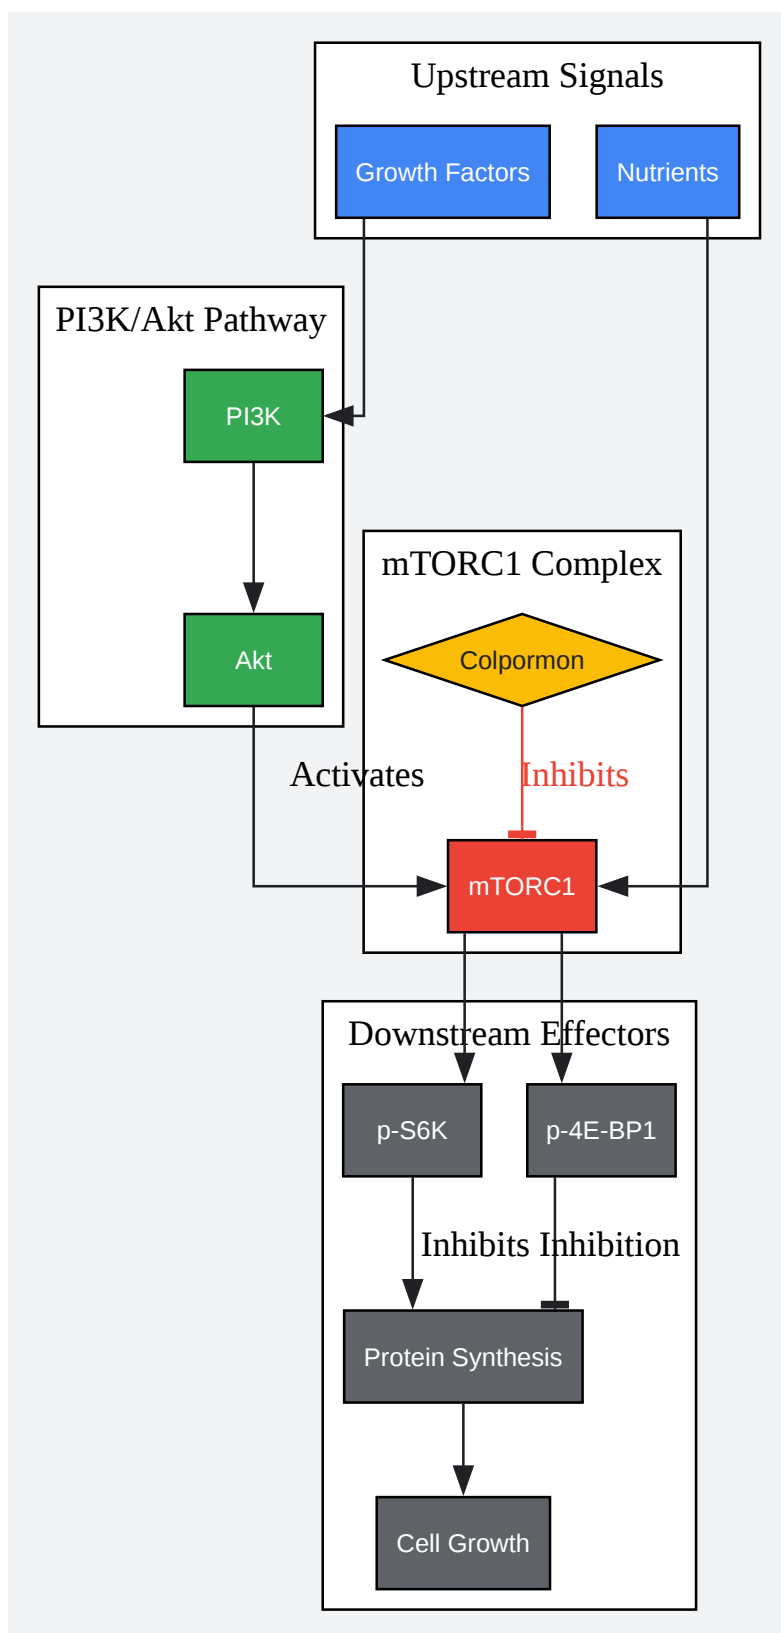 Upstream Signals
Growth Factors
Nutrients
PI3K/Akt Pathway
PI3K
Akt
mTORC1 Complex
Colpormon
Activates
Inhibits
mTORC1
Downstream Effectors
p-S6K
p-4E-BP1
Inhibits Inhibition
Protein Synthesis
Cell Growth